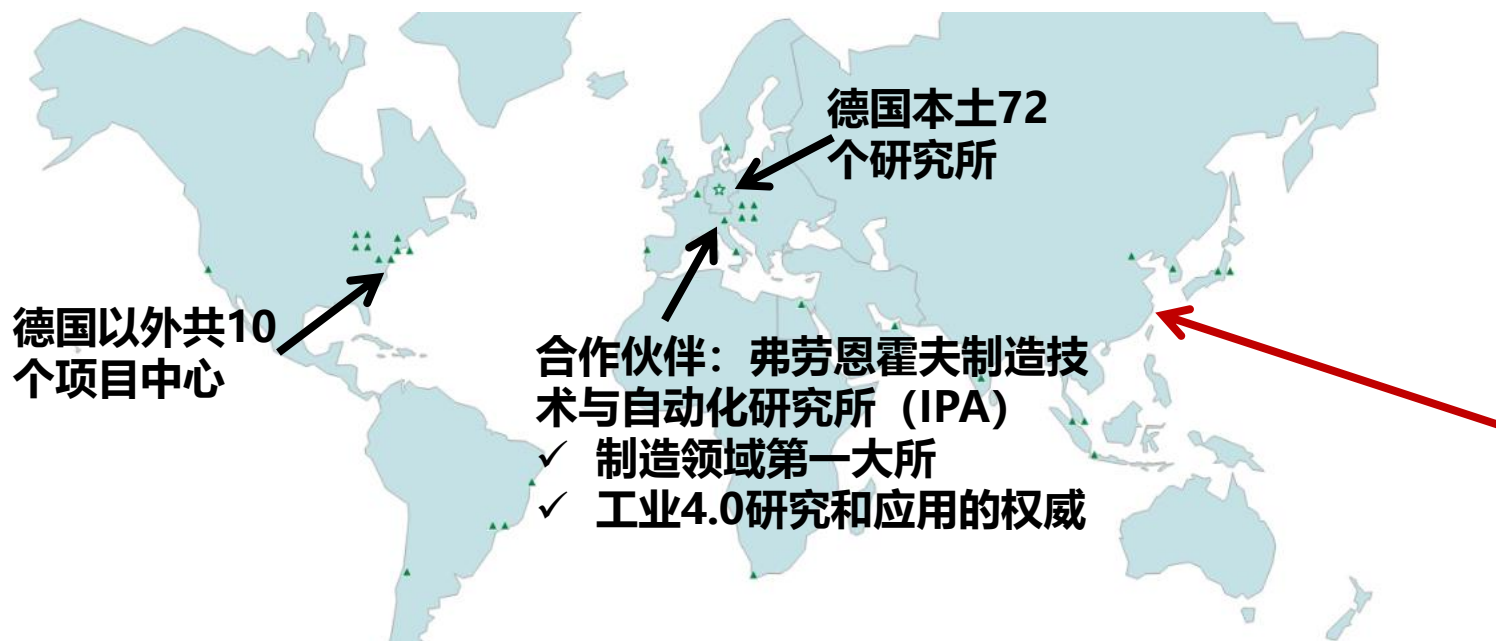 德国本土72
个研究所
德国以外共10
个项目中心
合作伙伴：弗劳恩霍夫制造技
术与自动化研究所（IPA）
✓ 制造领域第一大所
✓ 工业4.0研究和应用的权威